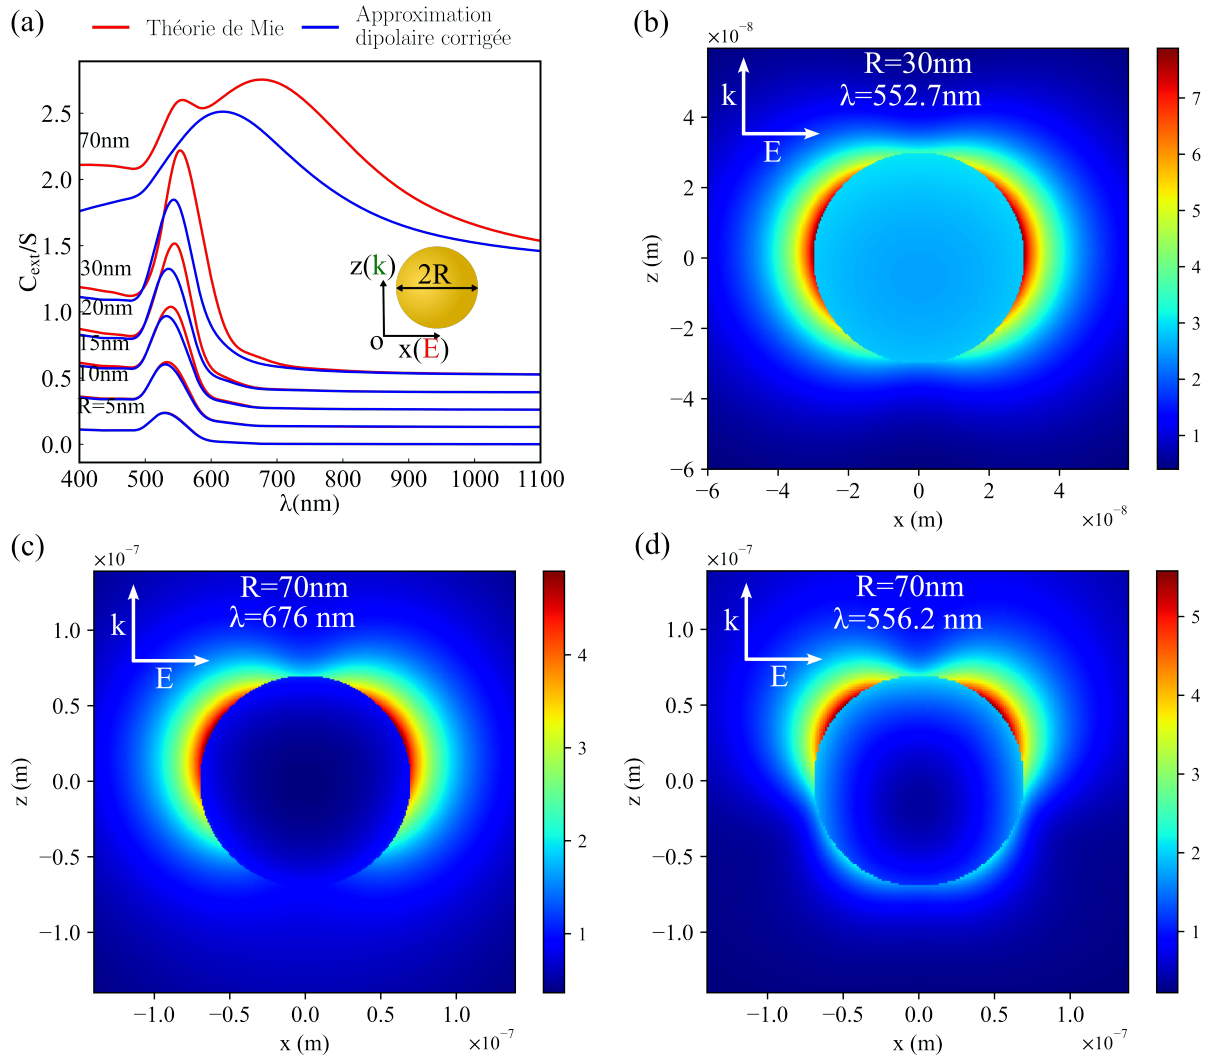 (a)
Théorie de Mie
Approximation
dipolaire corrigée
C_ext/S
2.5
2.0
1.5
1.0
0.5
0.0
70nm
30nm
20nm
15nm
10nm
R=5nm
z(k)
2R
o
x(E)
400 500 600 700 800 900 1000 1100
λ(nm)
(b)
×10⁻⁸
R=30nm
λ=552.7nm
k
E
z (m)
4
2
0
−2
−4
−6
−6 −4 −2 0 2 4
x (m)
×10⁻⁸
7
6
5
4
3
2
1
(c)
×10⁻⁷
R=70nm
λ=676 nm
k
E
z (m)
1.0
0.5
0.0
−0.5
−1.0
−1.0 −0.5 0.0 0.5 1.0
x (m)
×10⁻⁷
4
3
2
1
(d)
×10⁻⁷
R=70nm
λ=556.2 nm
k
E
z (m)
1.0
0.5
0.0
−0.5
−1.0
−1.0 −0.5 0.0 0.5 1.0
x (m)
×10⁻⁷
5
4
3
2
1